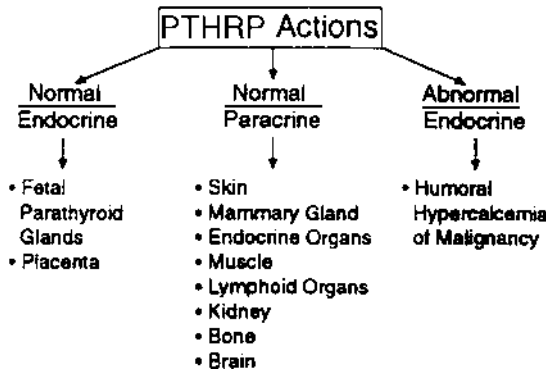 PTHRP Actions
Normal
Endocrine
• Fetal
Parathyroid
Glands
• Placenta
Normal
Paracrine
• Skin
• Mammary Gland
• Endocrine Organs
• Muscle
• Lymphoid Organs
• Kidney
• Bone
• Brain
Abnormal
Endocrine
• Humoral
Hypercalcemia
of Malignancy